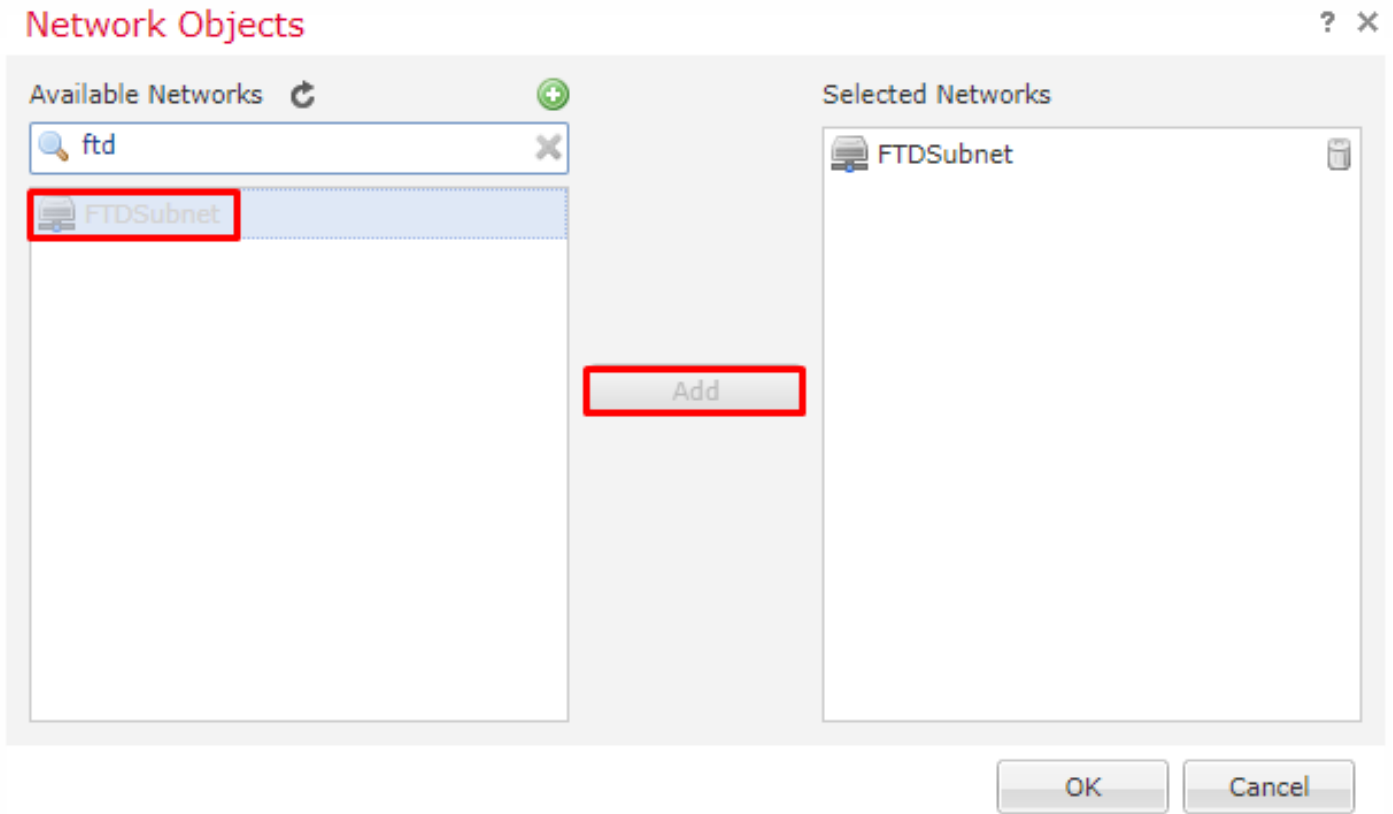 Network Objects
?
Available Networks
Selected Networks
ftd
FTDSubnet
FTDSubnet
Add
OK
Cancel